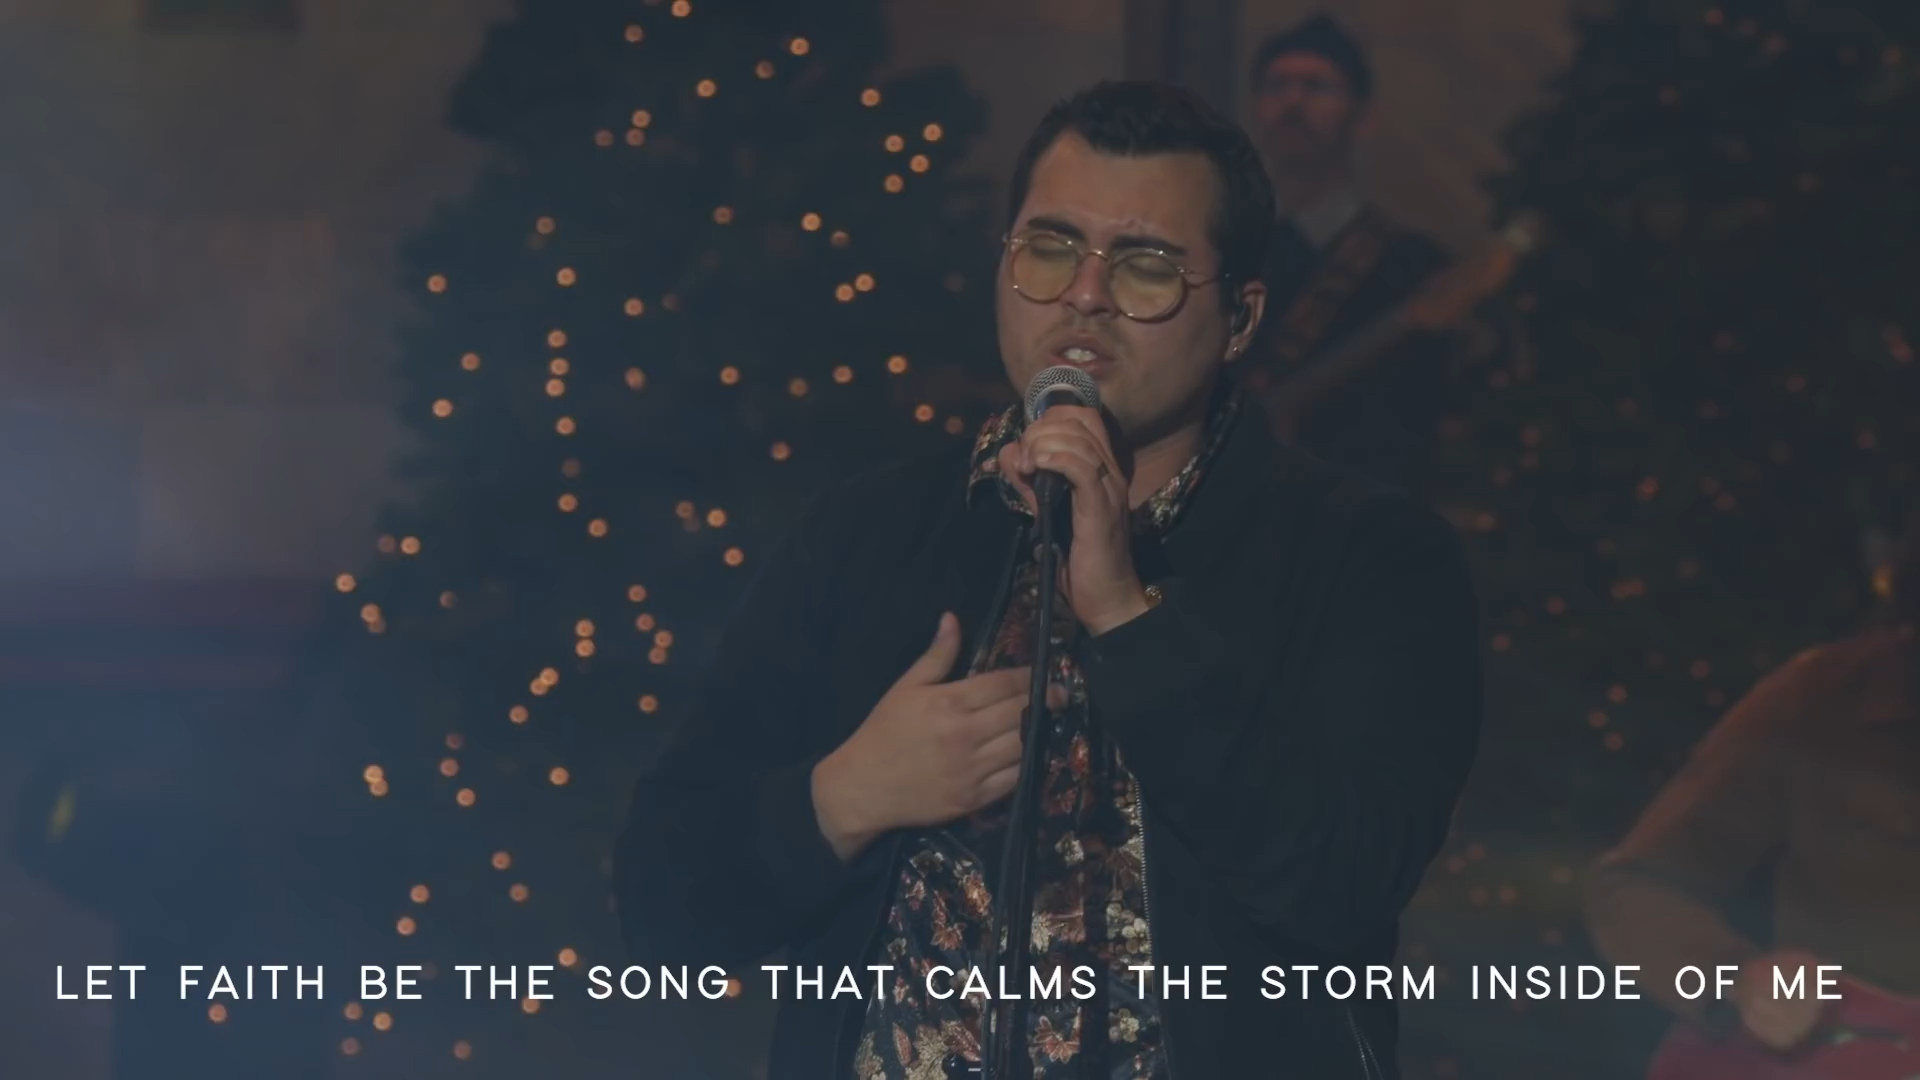 LET FAITH BE THE SONG THAT CALMS THE STORM INSIDE OF ME